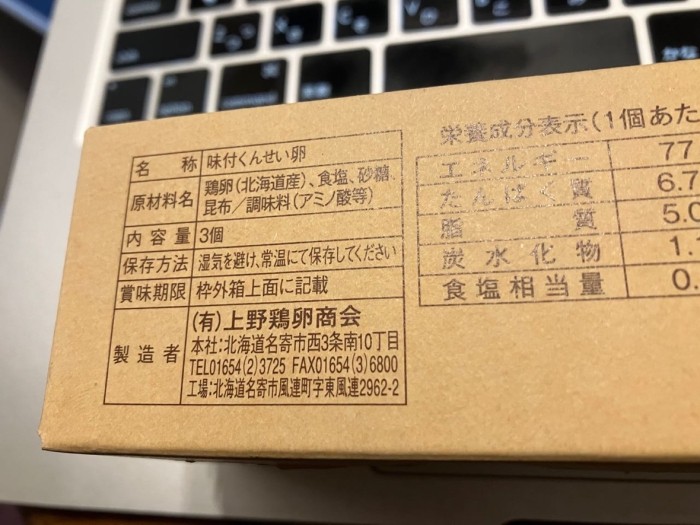 名称 味付くんせい卵
原材料名 鶏卵(北海道産)、食塩、砂糖、
昆布/調味料(アミノ酸等)
内容量 3個
保存方法 湿気を避け、常温にて保存してください
賞味期限 枠外箱上面に記載
製造者 (有)上野鶏卵商会
本社:北海道名寄市西3条南10丁目
TEL01654(2)3725 FAX01654(3)6800
工場:北海道名寄市風連町字東風連2962-2
栄養成分表示(1個あた
エネルギー 77
たんぱく質 6.7
脂質 5.0
炭水化物 1.
食塩相当量 0.